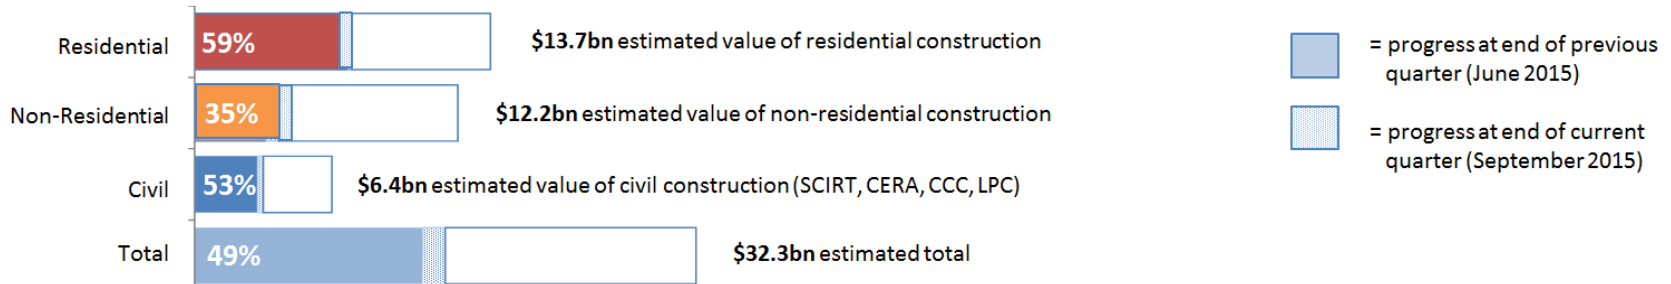 Residential
59%
$13.7bn estimated value of residential construction
Non-Residential
35%
$12.2bn estimated value of non-residential construction
Civil
53%
$6.4bn estimated value of civil construction (SCIRT, CERA, CCC, LPC)
Total
49%
$32.3bn estimated total
= progress at end of previous
quarter (June 2015)
= progress at end of current
quarter (September 2015)